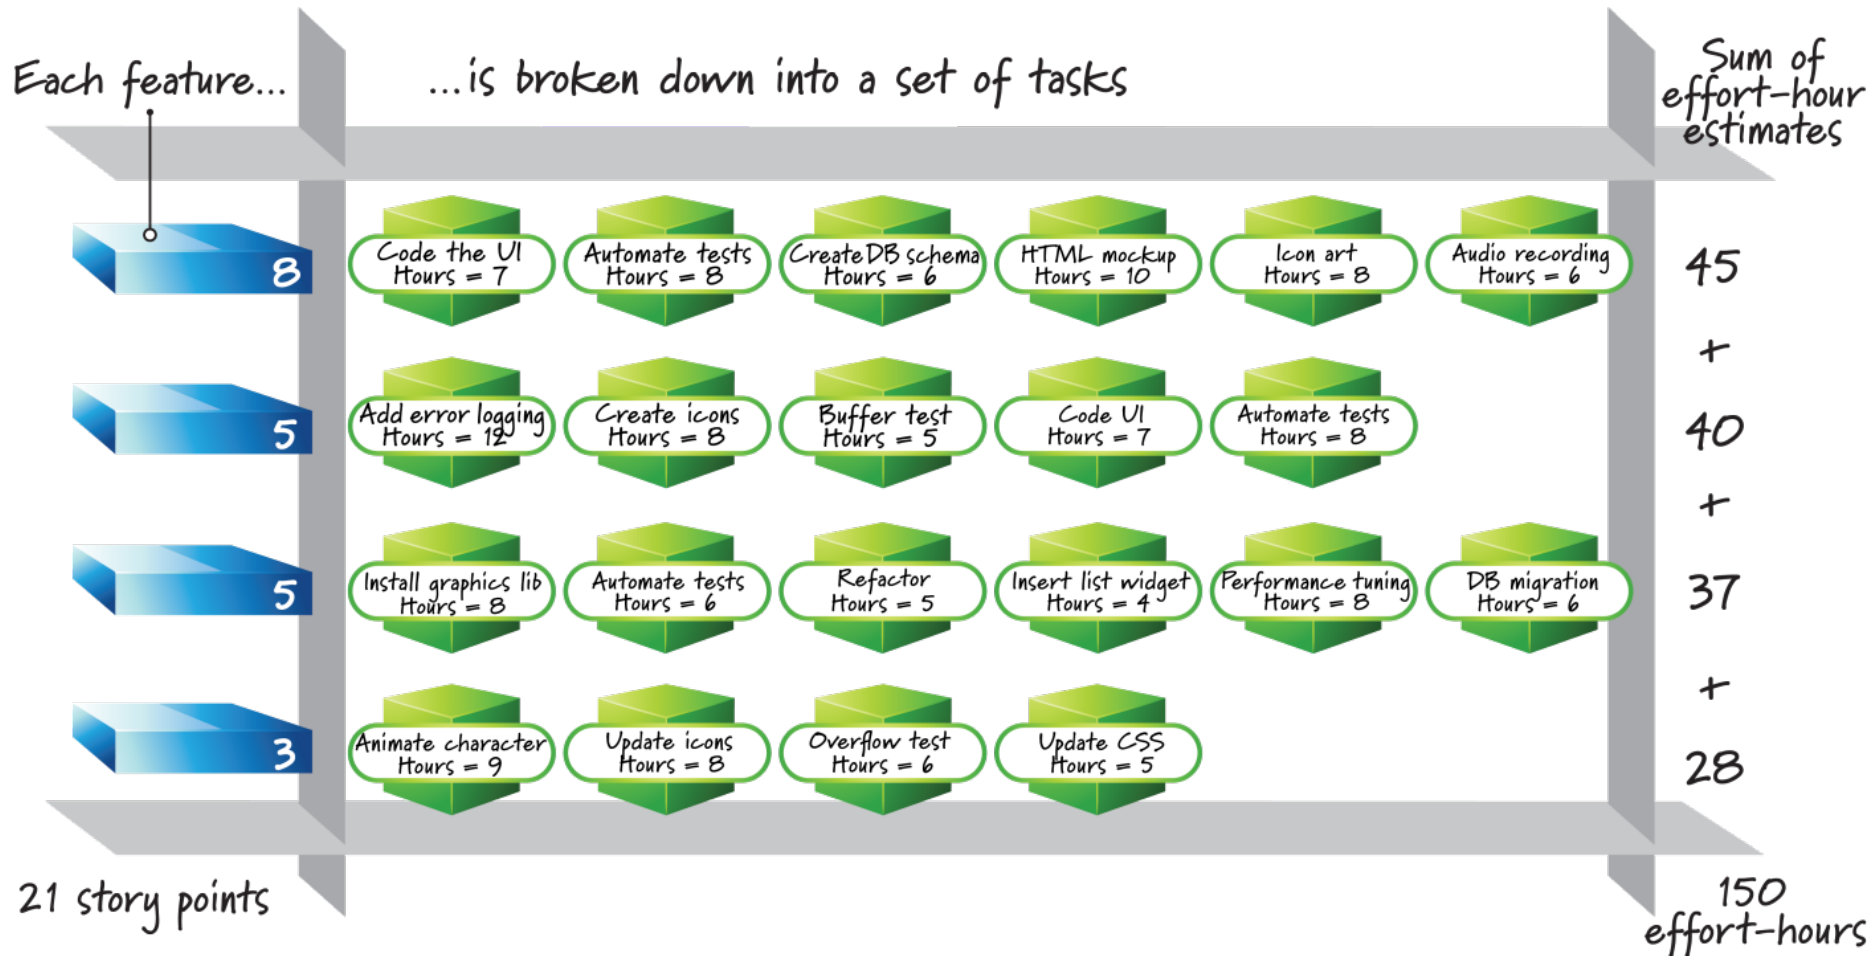 Each feature...
...is broken down into a set of tasks
Sum of
effort-hour
estimates
8
Code the UI
Hours = 7
Automate tests
Hours = 8
Create DB schema
Hours = 6
HTML mockup
Hours = 10
Icon art
Hours = 8
Audio recording
Hours = 6
45
+
5
Add error logging
Hours = 12
Create icons
Hours = 8
Buffer test
Hours = 5
Code UI
Hours = 7
Automate tests
Hours = 8
40
+
5
Install graphics lib
Hours = 8
Automate tests
Hours = 6
Refactor
Hours = 5
Insert list widget
Hours = 4
Performance tuning
Hours = 8
DB migration
Hours = 6
37
+
3
Animate character
Hours = 9
Update icons
Hours = 8
Overflow test
Hours = 6
Update CSS
Hours = 5
28
21 story points
150
effort-hours